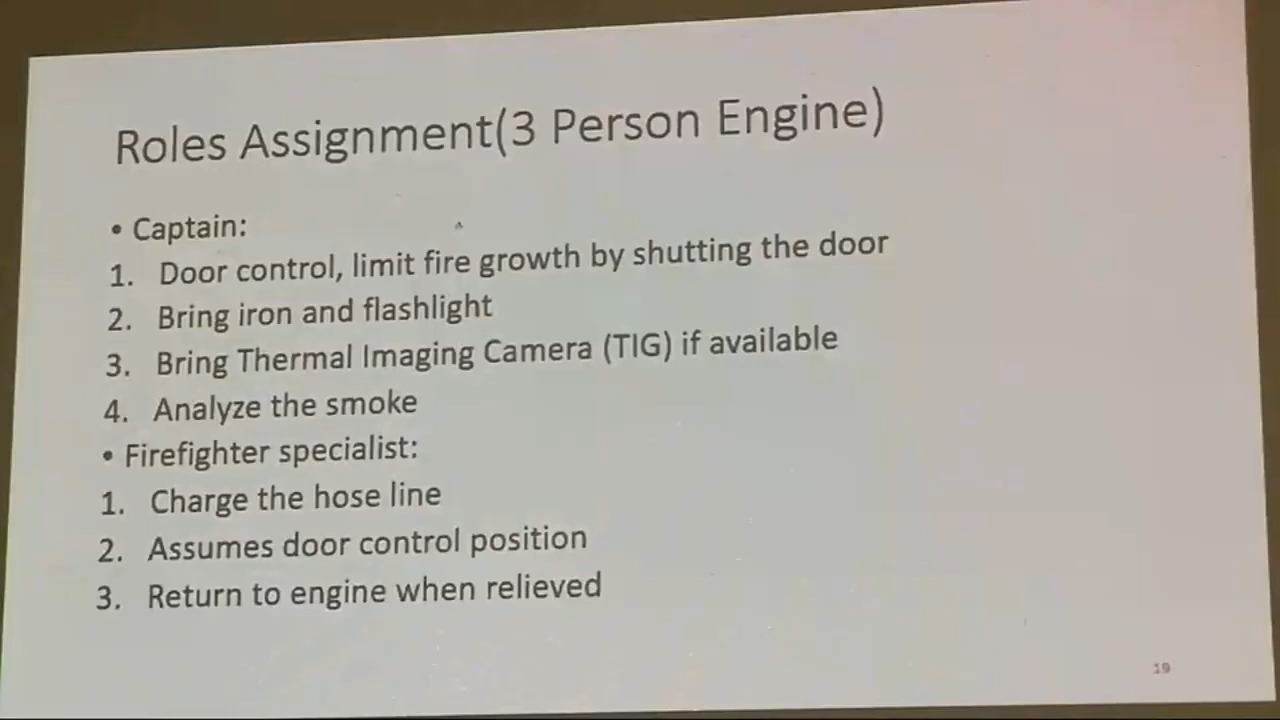 Roles Assignment(3 Person Engine)
• Captain:
1. Door control, limit fire growth by shutting the door
2. Bring iron and flashlight
3. Bring Thermal Imaging Camera (TIG) if available
4. Analyze the smoke
• Firefighter specialist:
1. Charge the hose line
2. Assumes door control position
3. Return to engine when relieved
19